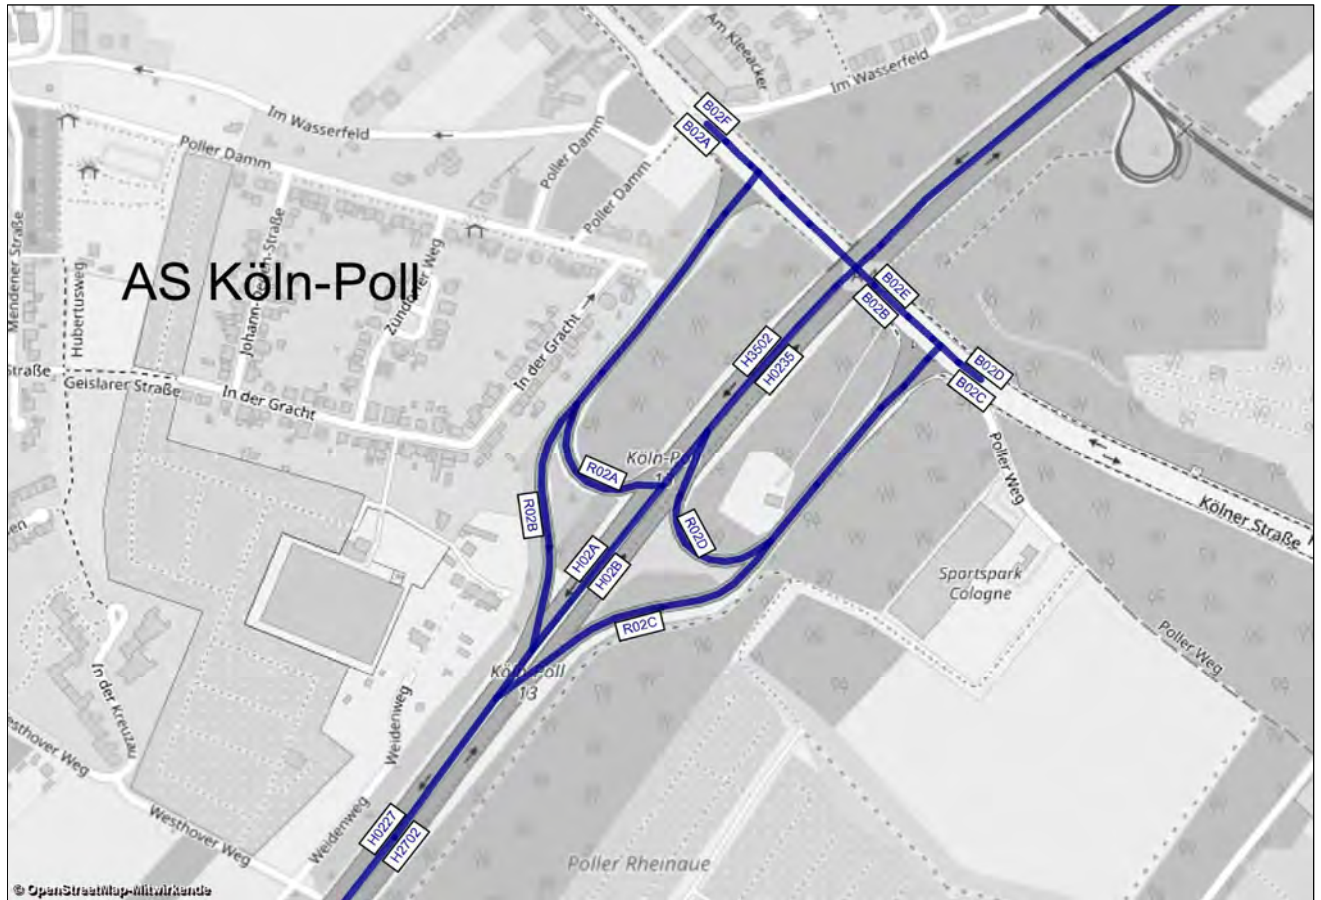 Am Kleeacker
Im Wasserfeld
B02F
B02A
Im Wasserfeld
Poller Damm
Poller Damm
Poller Damm
Mendener Straße
Hubertusweg
AS Köln-Poll
Zündorfer Weg
B02E
B02B
H3502
H0235
In der Gracht
Straße
Geislarer Straße
In der Gracht
B02D
B02C
Poller Weg
Kölner Straße
R02A
R02B
R02D
H02A
H02B
R02C
Sportspark
Cologne
Poller Weg
Köln-Poll
13
In der Kreuzau
Weidenweg
Westhover Weg
Weidenweg
H0227
H2702
Poller Rheinaue
© OpenStreetMap-Mitwirkende